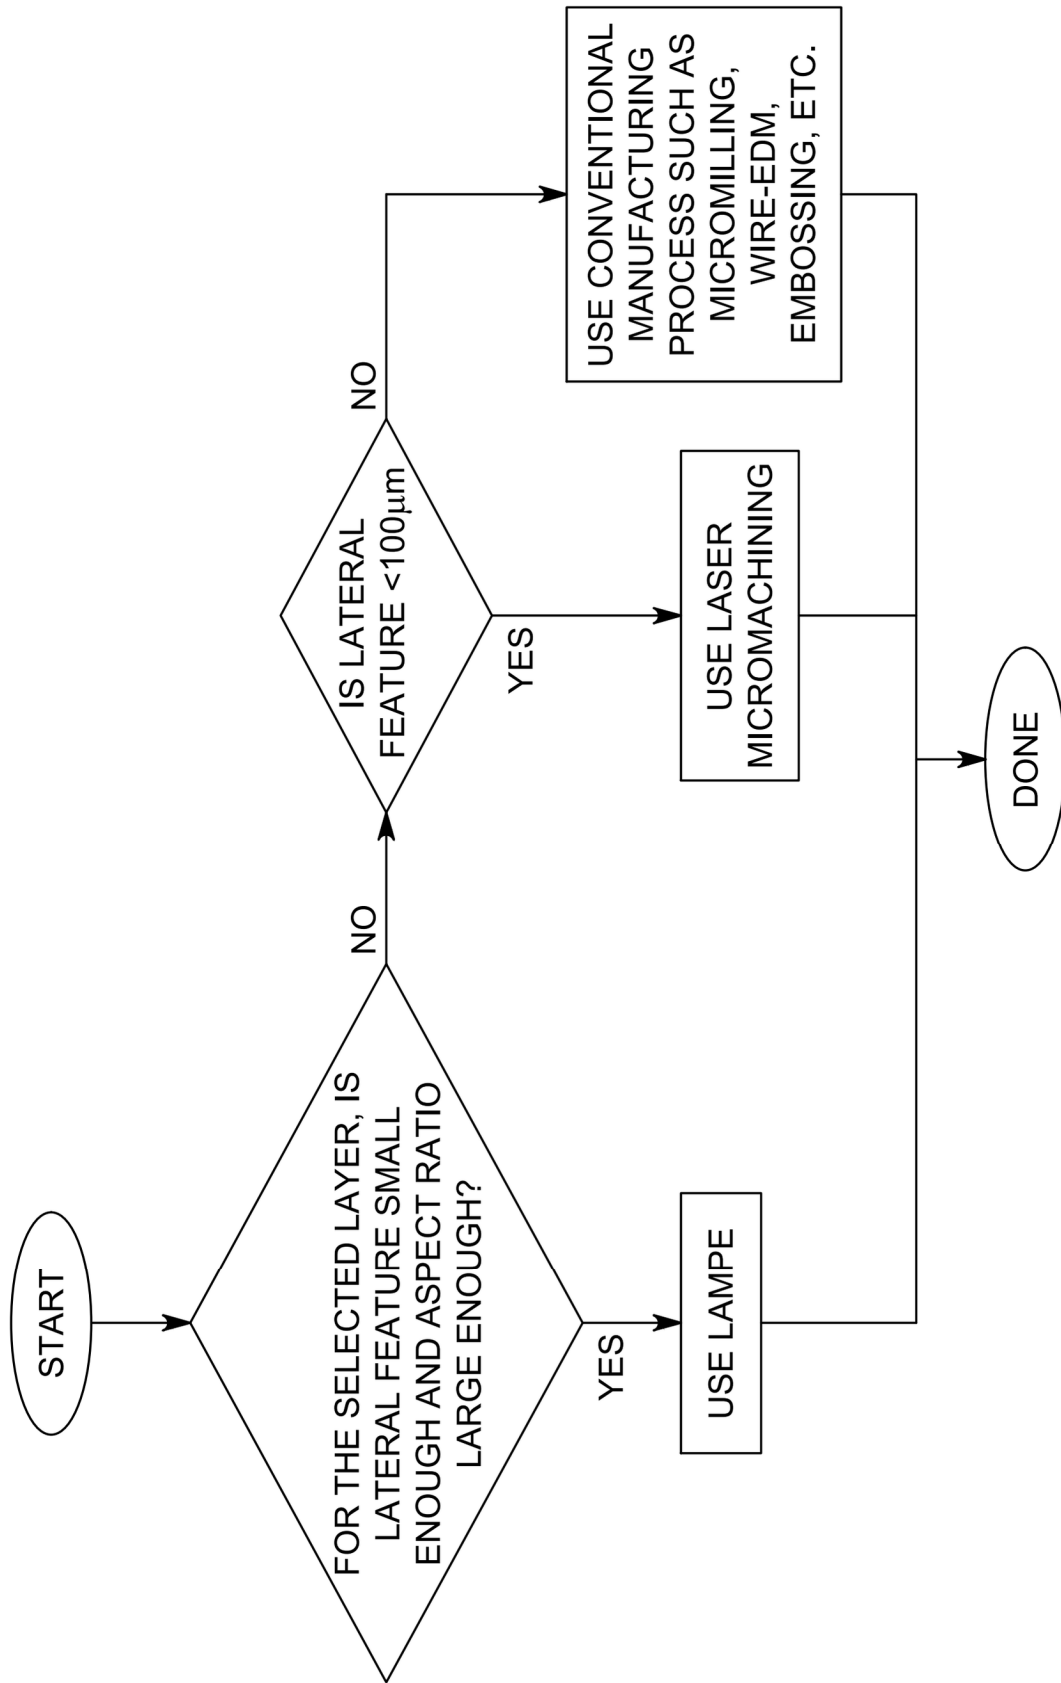 START
FOR THE SELECTED LAYER, IS
LATERAL FEATURE SMALL
ENOUGH AND ASPECT RATIO
LARGE ENOUGH?
NO
YES
IS LATERAL
FEATURE <100μm
NO
YES
USE LAMPE
USE LASER
MICROMACHINING
USE CONVENTIONAL
MANUFACTURING
PROCESS SUCH AS
MICROMILLING,
WIRE-EDM,
EMBOSSING, ETC.
DONE